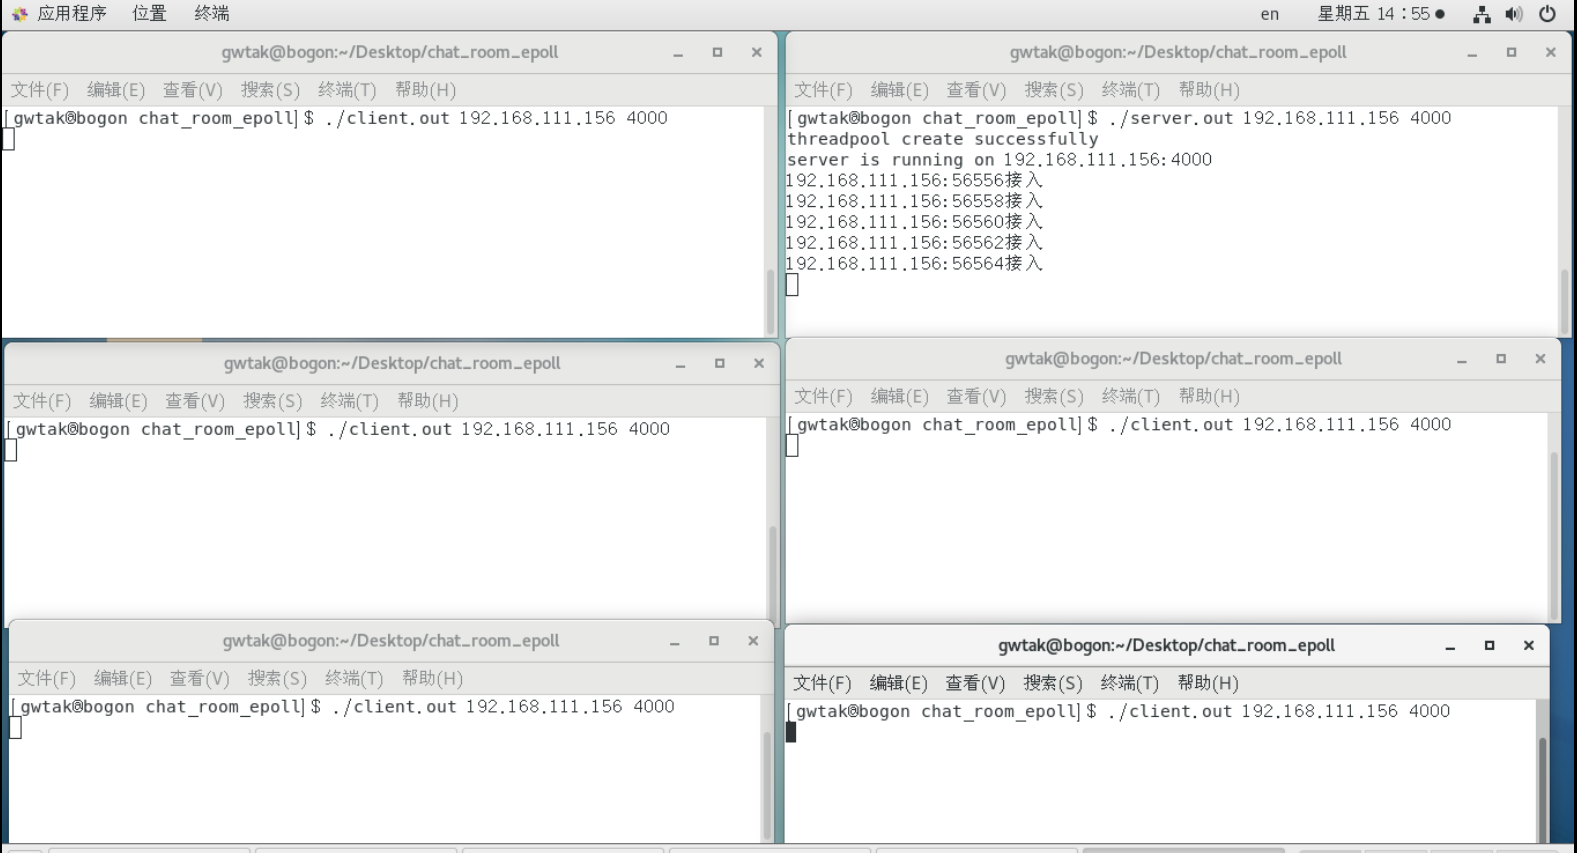 应用程序 位置 终端 en 星期五 14:55
gwtak@bogon:~/Desktop/chat_room_epoll
文件(F) 编辑(E) 查看(V) 搜索(S) 终端(T) 帮助(H)
[gwtak@bogon chat_room_epoll]$ ./client.out 192.168.111.156 4000
gwtak@bogon:~/Desktop/chat_room_epoll
文件(F) 编辑(E) 查看(V) 搜索(S) 终端(T) 帮助(H)
[gwtak@bogon chat_room_epoll]$ ./server.out 192.168.111.156 4000
threadpool create successfully
server is running on 192.168.111.156:4000
192.168.111.156:56556接入
192.168.111.156:56558接入
192.168.111.156:56560接入
192.168.111.156:56562接入
192.168.111.156:56564接入
gwtak@bogon:~/Desktop/chat_room_epoll
文件(F) 编辑(E) 查看(V) 搜索(S) 终端(T) 帮助(H)
[gwtak@bogon chat_room_epoll]$ ./client.out 192.168.111.156 4000
gwtak@bogon:~/Desktop/chat_room_epoll
文件(F) 编辑(E) 查看(V) 搜索(S) 终端(T) 帮助(H)
[gwtak@bogon chat_room_epoll]$ ./client.out 192.168.111.156 4000
gwtak@bogon:~/Desktop/chat_room_epoll
文件(F) 编辑(E) 查看(V) 搜索(S) 终端(T) 帮助(H)
[gwtak@bogon chat_room_epoll]$ ./client.out 192.168.111.156 4000
gwtak@bogon:~/Desktop/chat_room_epoll
文件(F) 编辑(E) 查看(V) 搜索(S) 终端(T) 帮助(H)
[gwtak@bogon chat_room_epoll]$ ./client.out 192.168.111.156 4000